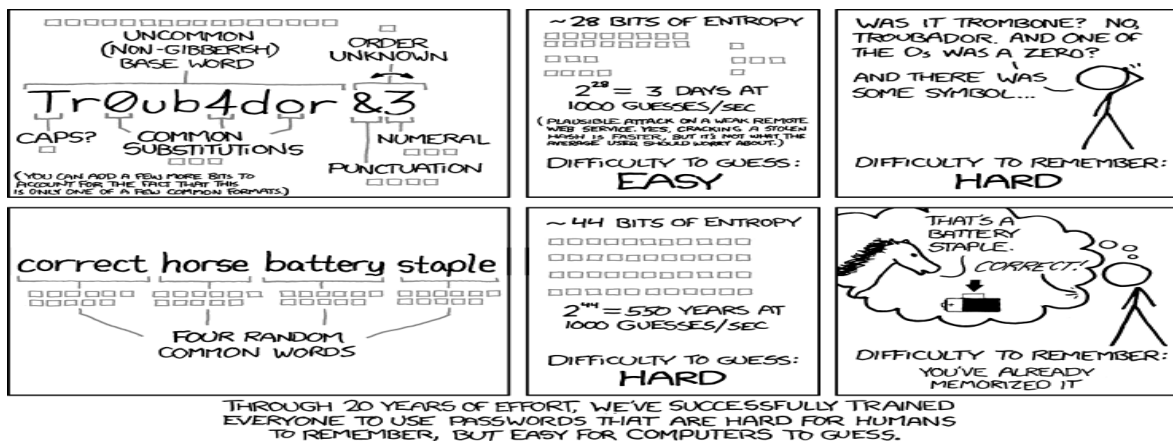 UNCOMMON
(NON-GIBBERISH)
BASE WORD
ORDER
UNKNOWN
Tr0ub4dor &3
CAPS?
COMMON
SUBSTITUTIONS
NUMERAL
PUNCTUATION
(YOU CAN ADD A FEW MORE BITS TO
ACCOUNT FOR THE FACT THAT THIS
IS ONLY ONE OF A FEW COMMON FORMATS.)
~28 BITS OF ENTROPY
2^28 = 3 DAYS AT
1000 GUESSES/SEC
(PLAUSIBLE ATTACK ON A WEAK REMOTE
WEB SERVICE. YES, CRACKING A STOLEN
HASH IS FASTER, BUT IT'S NOT WHAT THE
AVERAGE USER SHOULD WORRY ABOUT.)
DIFFICULTY TO GUESS:
EASY
WAS IT TROMBONE? NO,
TROUBADOR. AND ONE OF
THE Os WAS A ZERO?
AND THERE WAS
SOME SYMBOL...
DIFFICULTY TO REMEMBER:
HARD
correct horse battery staple
FOUR RANDOM
COMMON WORDS
~44 BITS OF ENTROPY
2^44 = 550 YEARS AT
1000 GUESSES/SEC
DIFFICULTY TO GUESS:
HARD
THAT'S A
BATTERY
STAPLE.
CORRECT!
DIFFICULTY TO REMEMBER:
YOU'VE ALREADY
MEMORIZED IT
THROUGH 20 YEARS OF EFFORT, WE'VE SUCCESSFULLY TRAINED
EVERYONE TO USE PASSWORDS THAT ARE HARD FOR HUMANS
TO REMEMBER, BUT EASY FOR COMPUTERS TO GUESS.